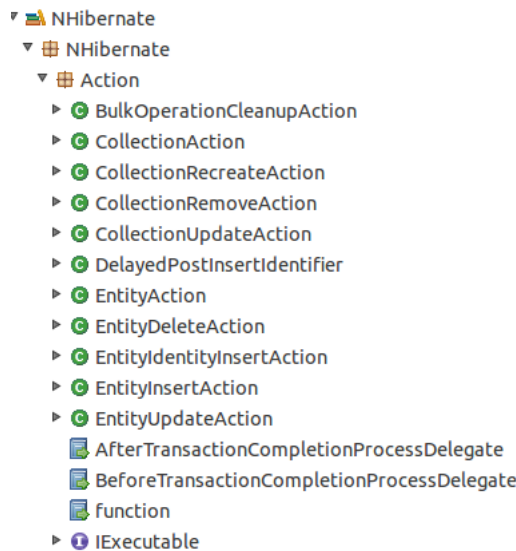 NHibernate
NHibernate
Action
BulkOperationCleanupAction
CollectionAction
CollectionRecreateAction
CollectionRemoveAction
CollectionUpdateAction
DelayedPostInsertIdentifier
EntityAction
EntityDeleteAction
EntityIdentityInsertAction
EntityInsertAction
EntityUpdateAction
AfterTransactionCompletionProcessDelegate
BeforeTransactionCompletionProcessDelegate
function
IExecutable